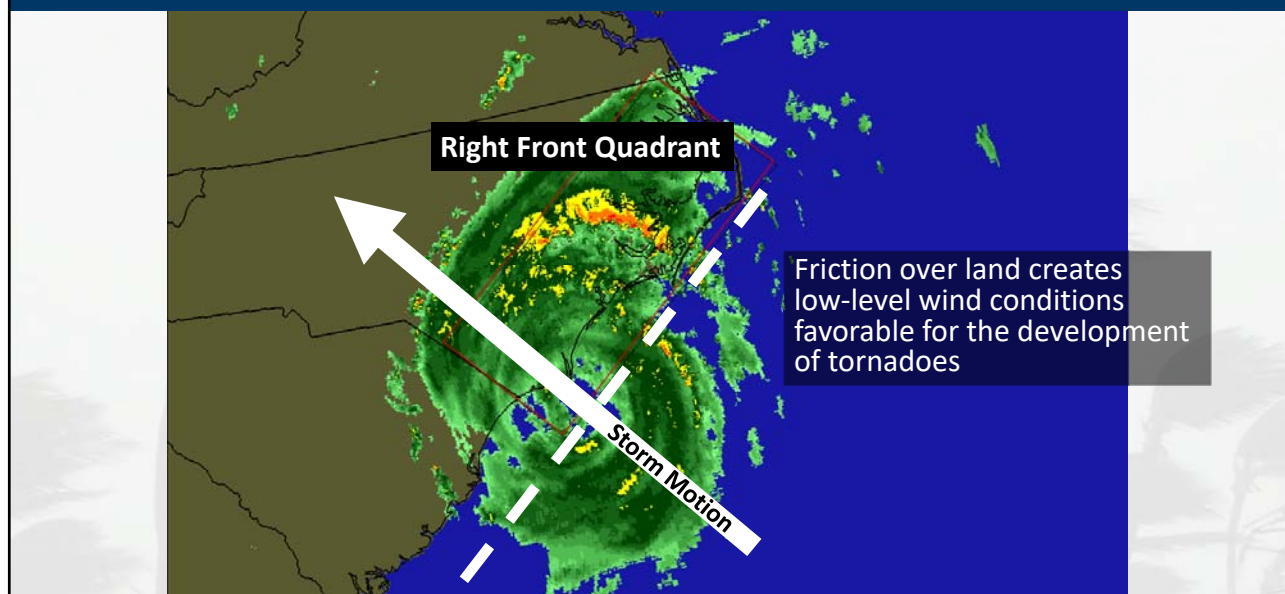 Right Front Quadrant
Friction over land creates
low-level wind conditions
favorable for the development
of tornadoes
Storm Motion